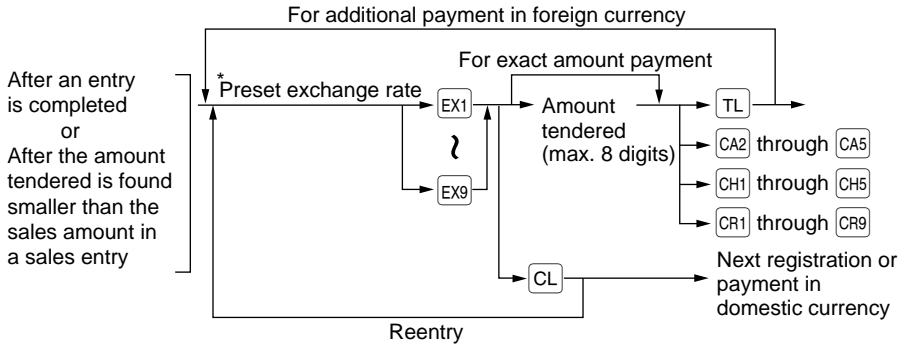 For additional payment in foreign currency
For exact amount payment
After an entry
is completed
or
After the amount
tendered is found
smaller than the
sales amount in
a sales entry
*Preset exchange rate
EX1
EX9
Amount
tendered
(max. 8 digits)
TL
CA2 through CA5
CH1 through CH5
CR1 through CR9
CL
Next registration or
payment in
domestic currency
Reentry